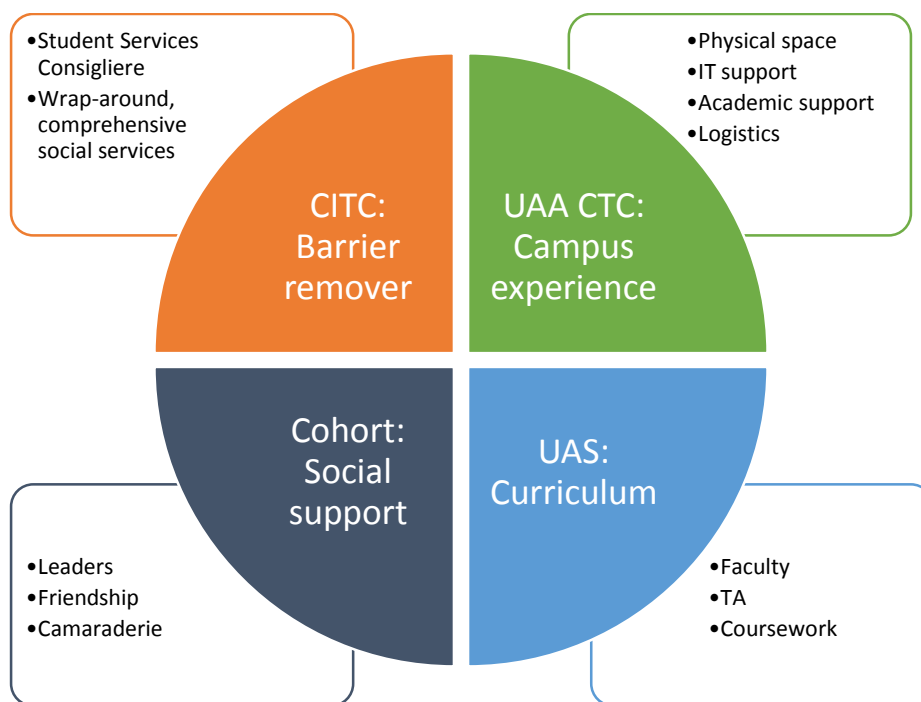 •Student Services
Consigliere
•Wrap-around,
comprehensive
social services
•Physical space
•IT support
•Academic support
•Logistics
CITC:
Barrier
remover
UAA CTC:
Campus
experience
Cohort:
Social
support
UAS:
Curriculum
•Leaders
•Friendship
•Camaraderie
•Faculty
•TA
•Coursework